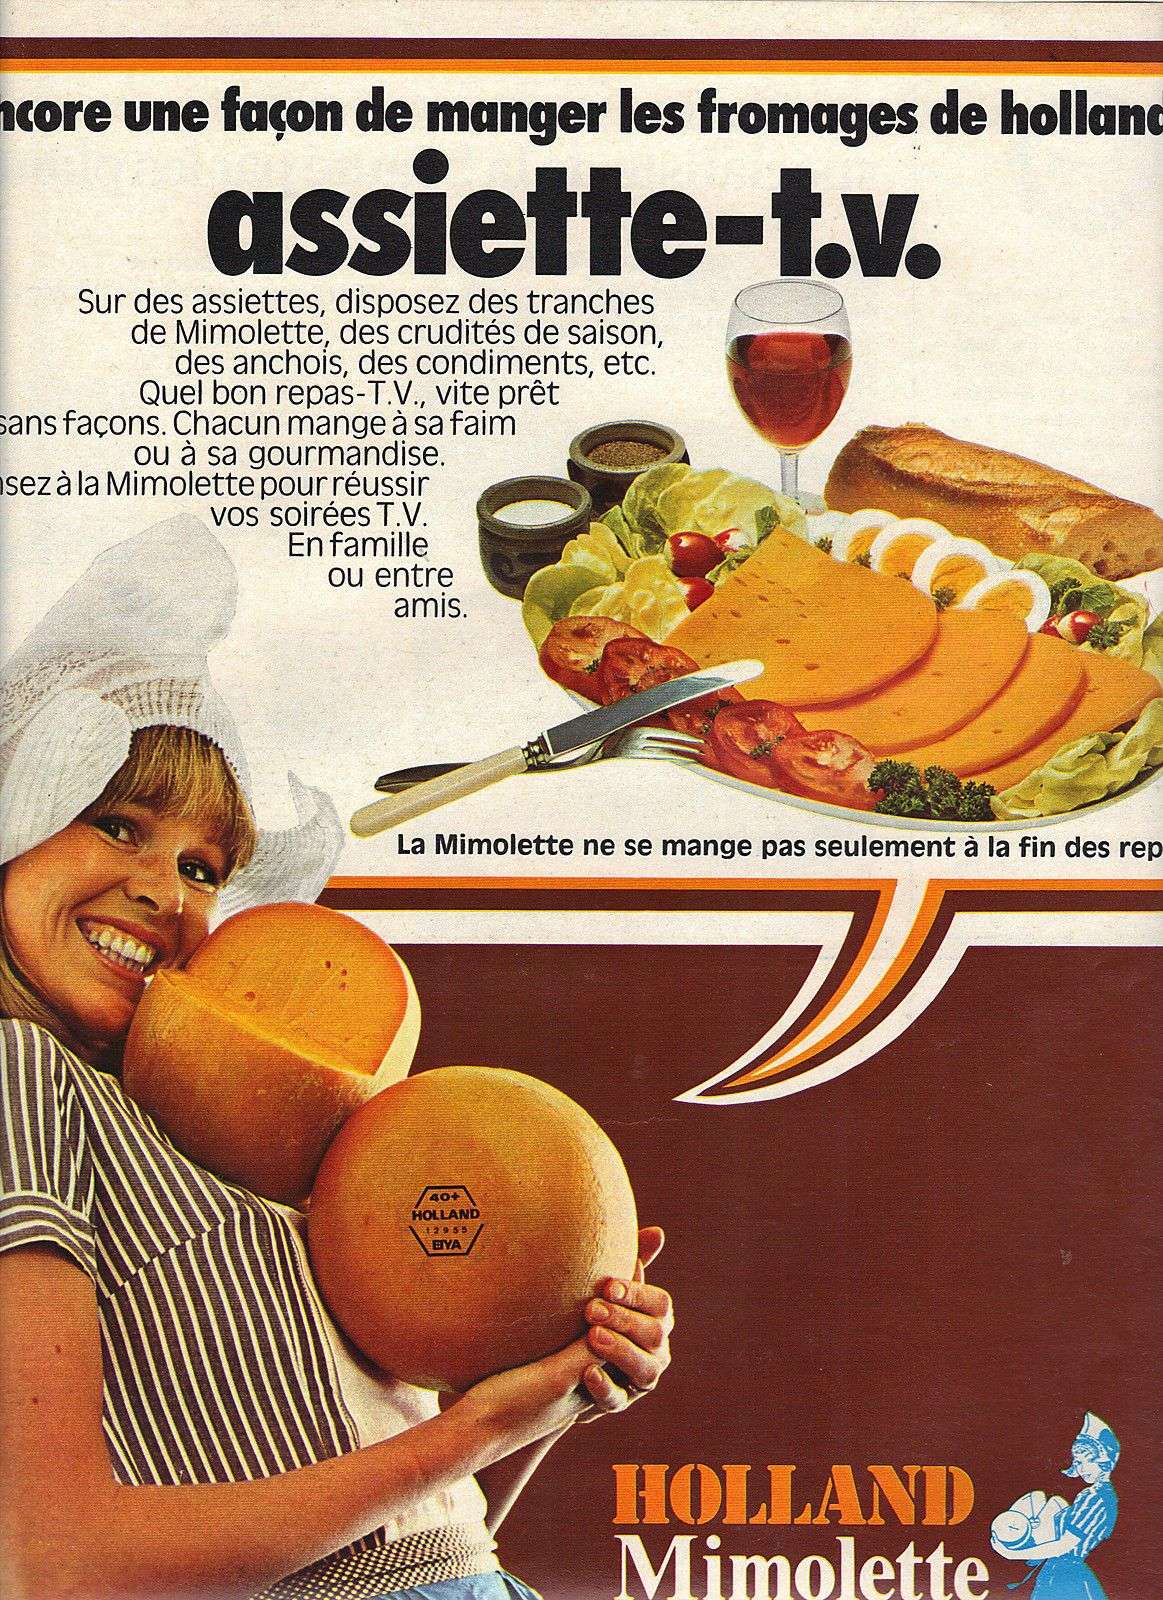 ncore une façon de manger les fromages de holland
assiette-t.v.
Sur des assiettes, disposez des tranches
de Mimolette, des crudités de saison,
des anchois, des condiments, etc.
Quel bon repas-T.V., vite prêt
sans façons. Chacun mange à sa faim
ou à sa gourmandise.
nsez à la Mimolette pour réussir
vos soirées T.V.
En famille
ou entre
amis.
La Mimolette ne se mange pas seulement à la fin des rep
40+
HOLLAND
12955
EIYA
HOLLAND
Mimolette